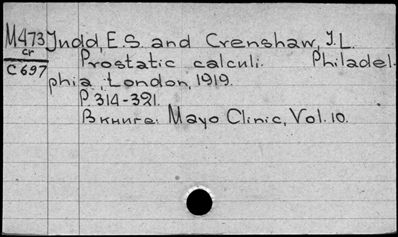 M473 Judd, E.S. and Crenshaw, J.L.
cr
C697
Prostatic calculi. Philadel-
phia, London, 1919.
P. 314-321.
В книге: Mayo Clinic, Vol. 10.